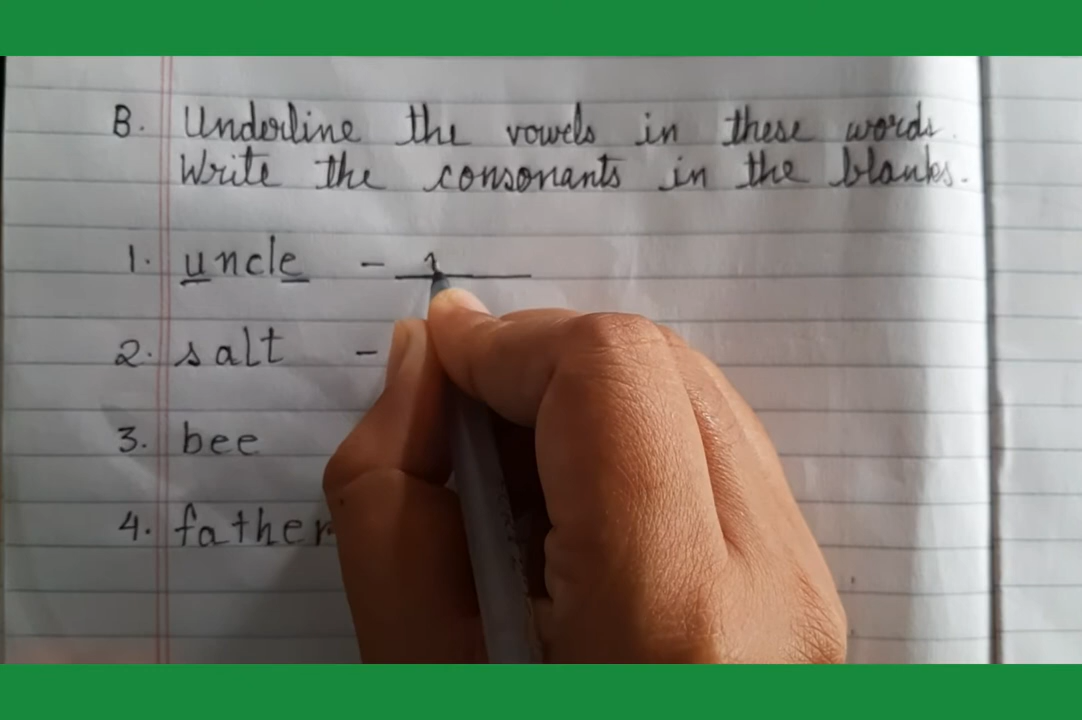 B. Underline the vowels in these words.
Write the consonants in the blanks.
1. uncle -
2. salt -
3. bee
4. father